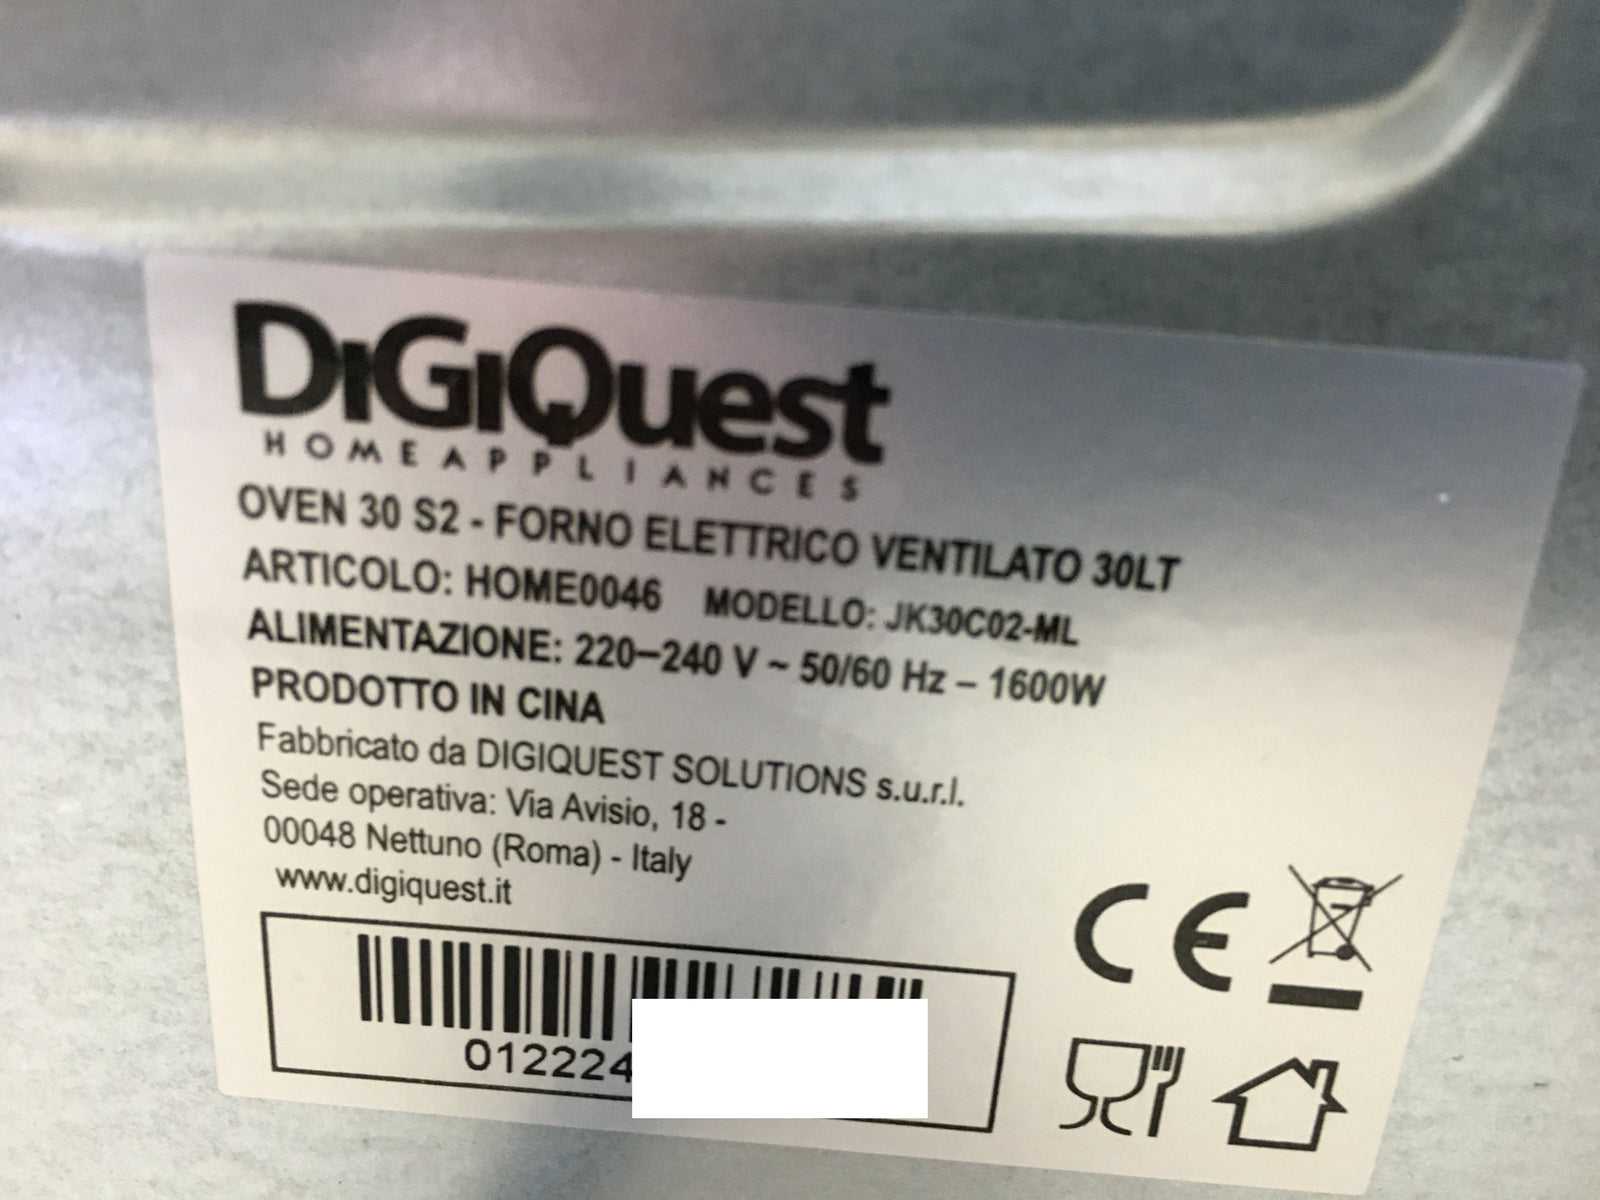 DiGiQuest
HOMEAPPLIANCES
OVEN 30 S2 - FORNO ELETTRICO VENTILATO 30LT
ARTICOLO: HOME0046 MODELLO: JK30C02-ML
ALIMENTAZIONE: 220–240 V ~ 50/60 Hz – 1600W
PRODOTTO IN CINA
Fabbricato da DIGIQUEST SOLUTIONS s.u.r.l.
Sede operativa: Via Avisio, 18 -
00048 Nettuno (Roma) - Italy
www.digiquest.it
CE
012224